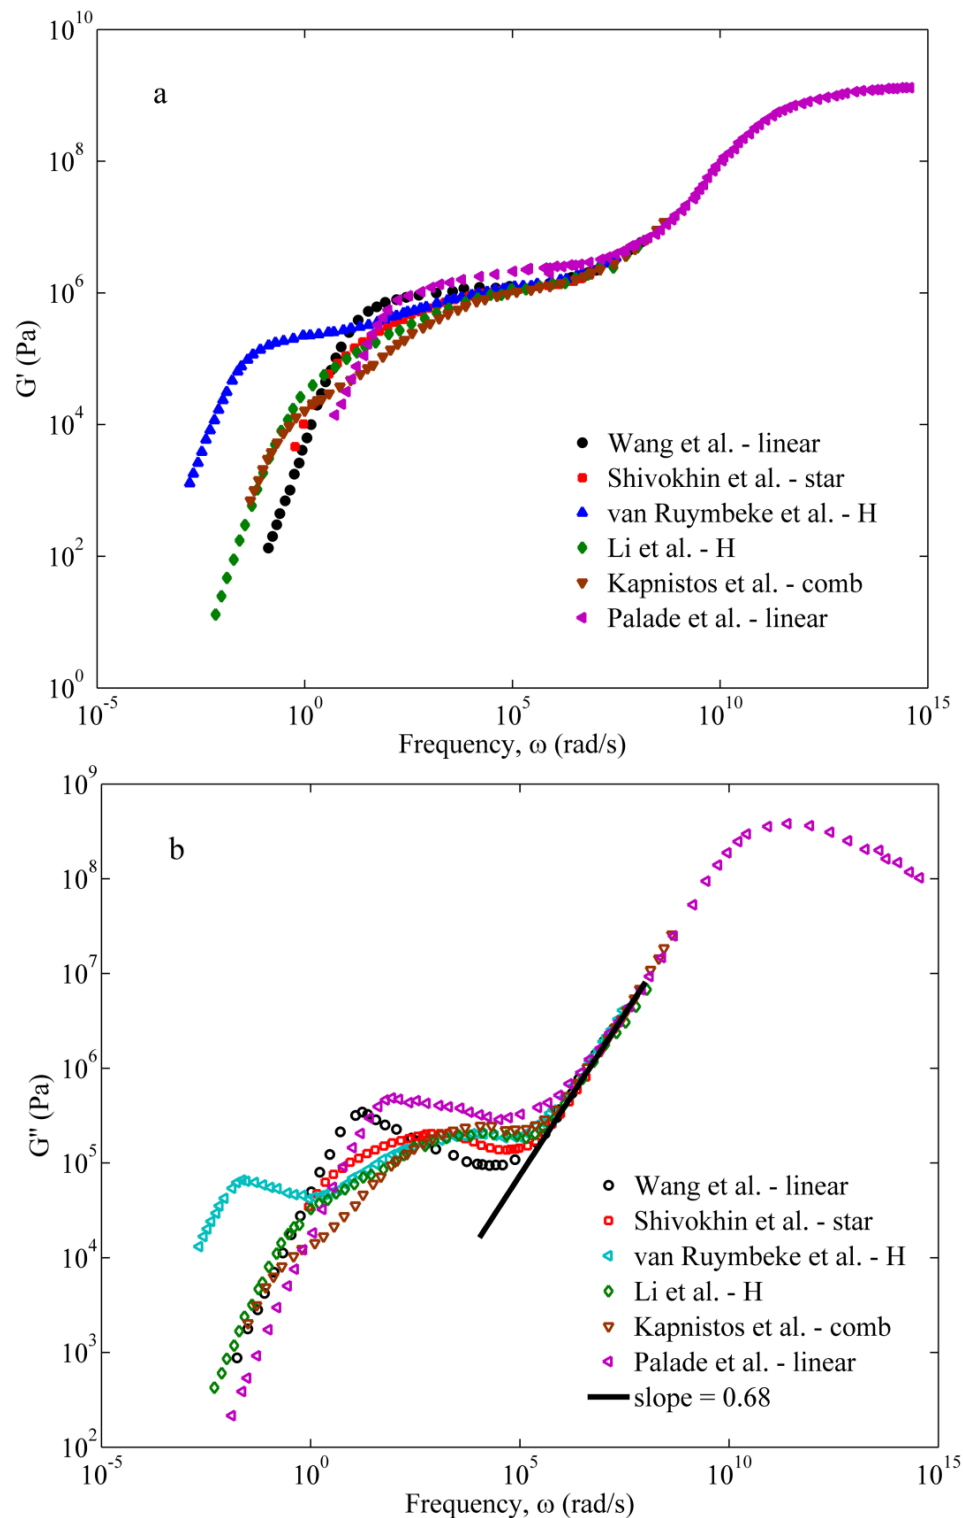 10^10
a
10^8
10^6
G' (Pa)
10^4
Wang et al. - linear
Shivokhin et al. - star
van Ruymbeke et al. - H
10^2
Li et al. - H
Kapnistos et al. - comb
Palade et al. - linear
10^0
10^-5 10^0 10^5 10^10 10^15
Frequency, ω (rad/s)
10^9
b
10^8
10^7
10^6
G" (Pa)
10^5
Wang et al. - linear
Shivokhin et al. - star
10^4
van Ruymbeke et al. - H
Li et al. - H
Kapnistos et al. - comb
10^3
Palade et al. - linear
slope = 0.68
10^2
10^-5 10^0 10^5 10^10 10^15
Frequency, ω (rad/s)